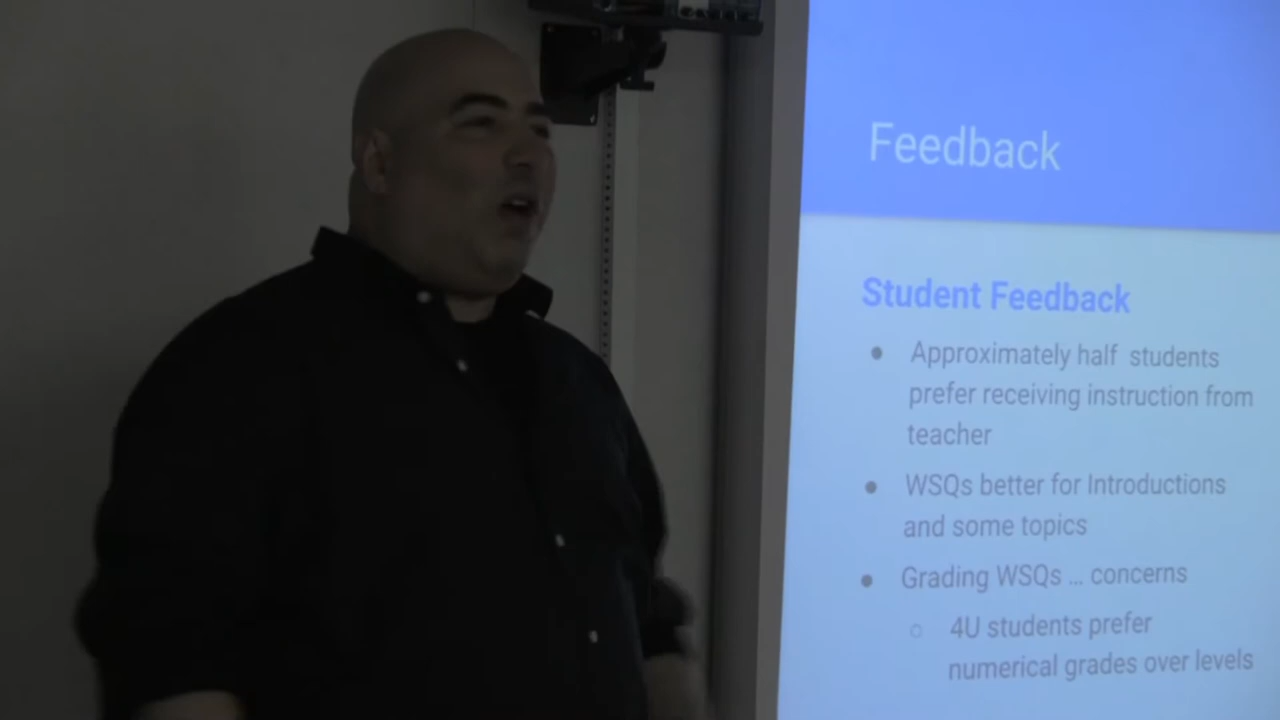 Feedback
Student Feedback
● Approximately half students
prefer receiving instruction from
teacher
● WSQs better for Introductions
and some topics
● Grading WSQs ... concerns
○ 4U students prefer
numerical grades over levels